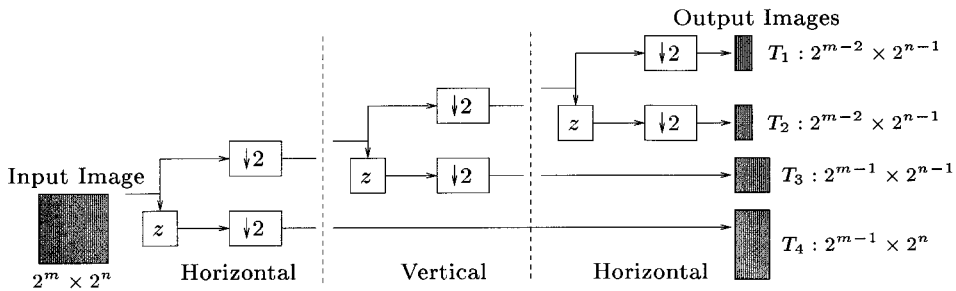 Output Images
↓2
T₁ : 2^{m−2} × 2^{n−1}
z
↓2
T₂ : 2^{m−2} × 2^{n−1}
↓2
z
↓2
T₃ : 2^{m−1} × 2^{n−1}
↓2
Input Image
z
↓2
T₄ : 2^{m−1} × 2^n
2^m × 2^n
Horizontal
Vertical
Horizontal